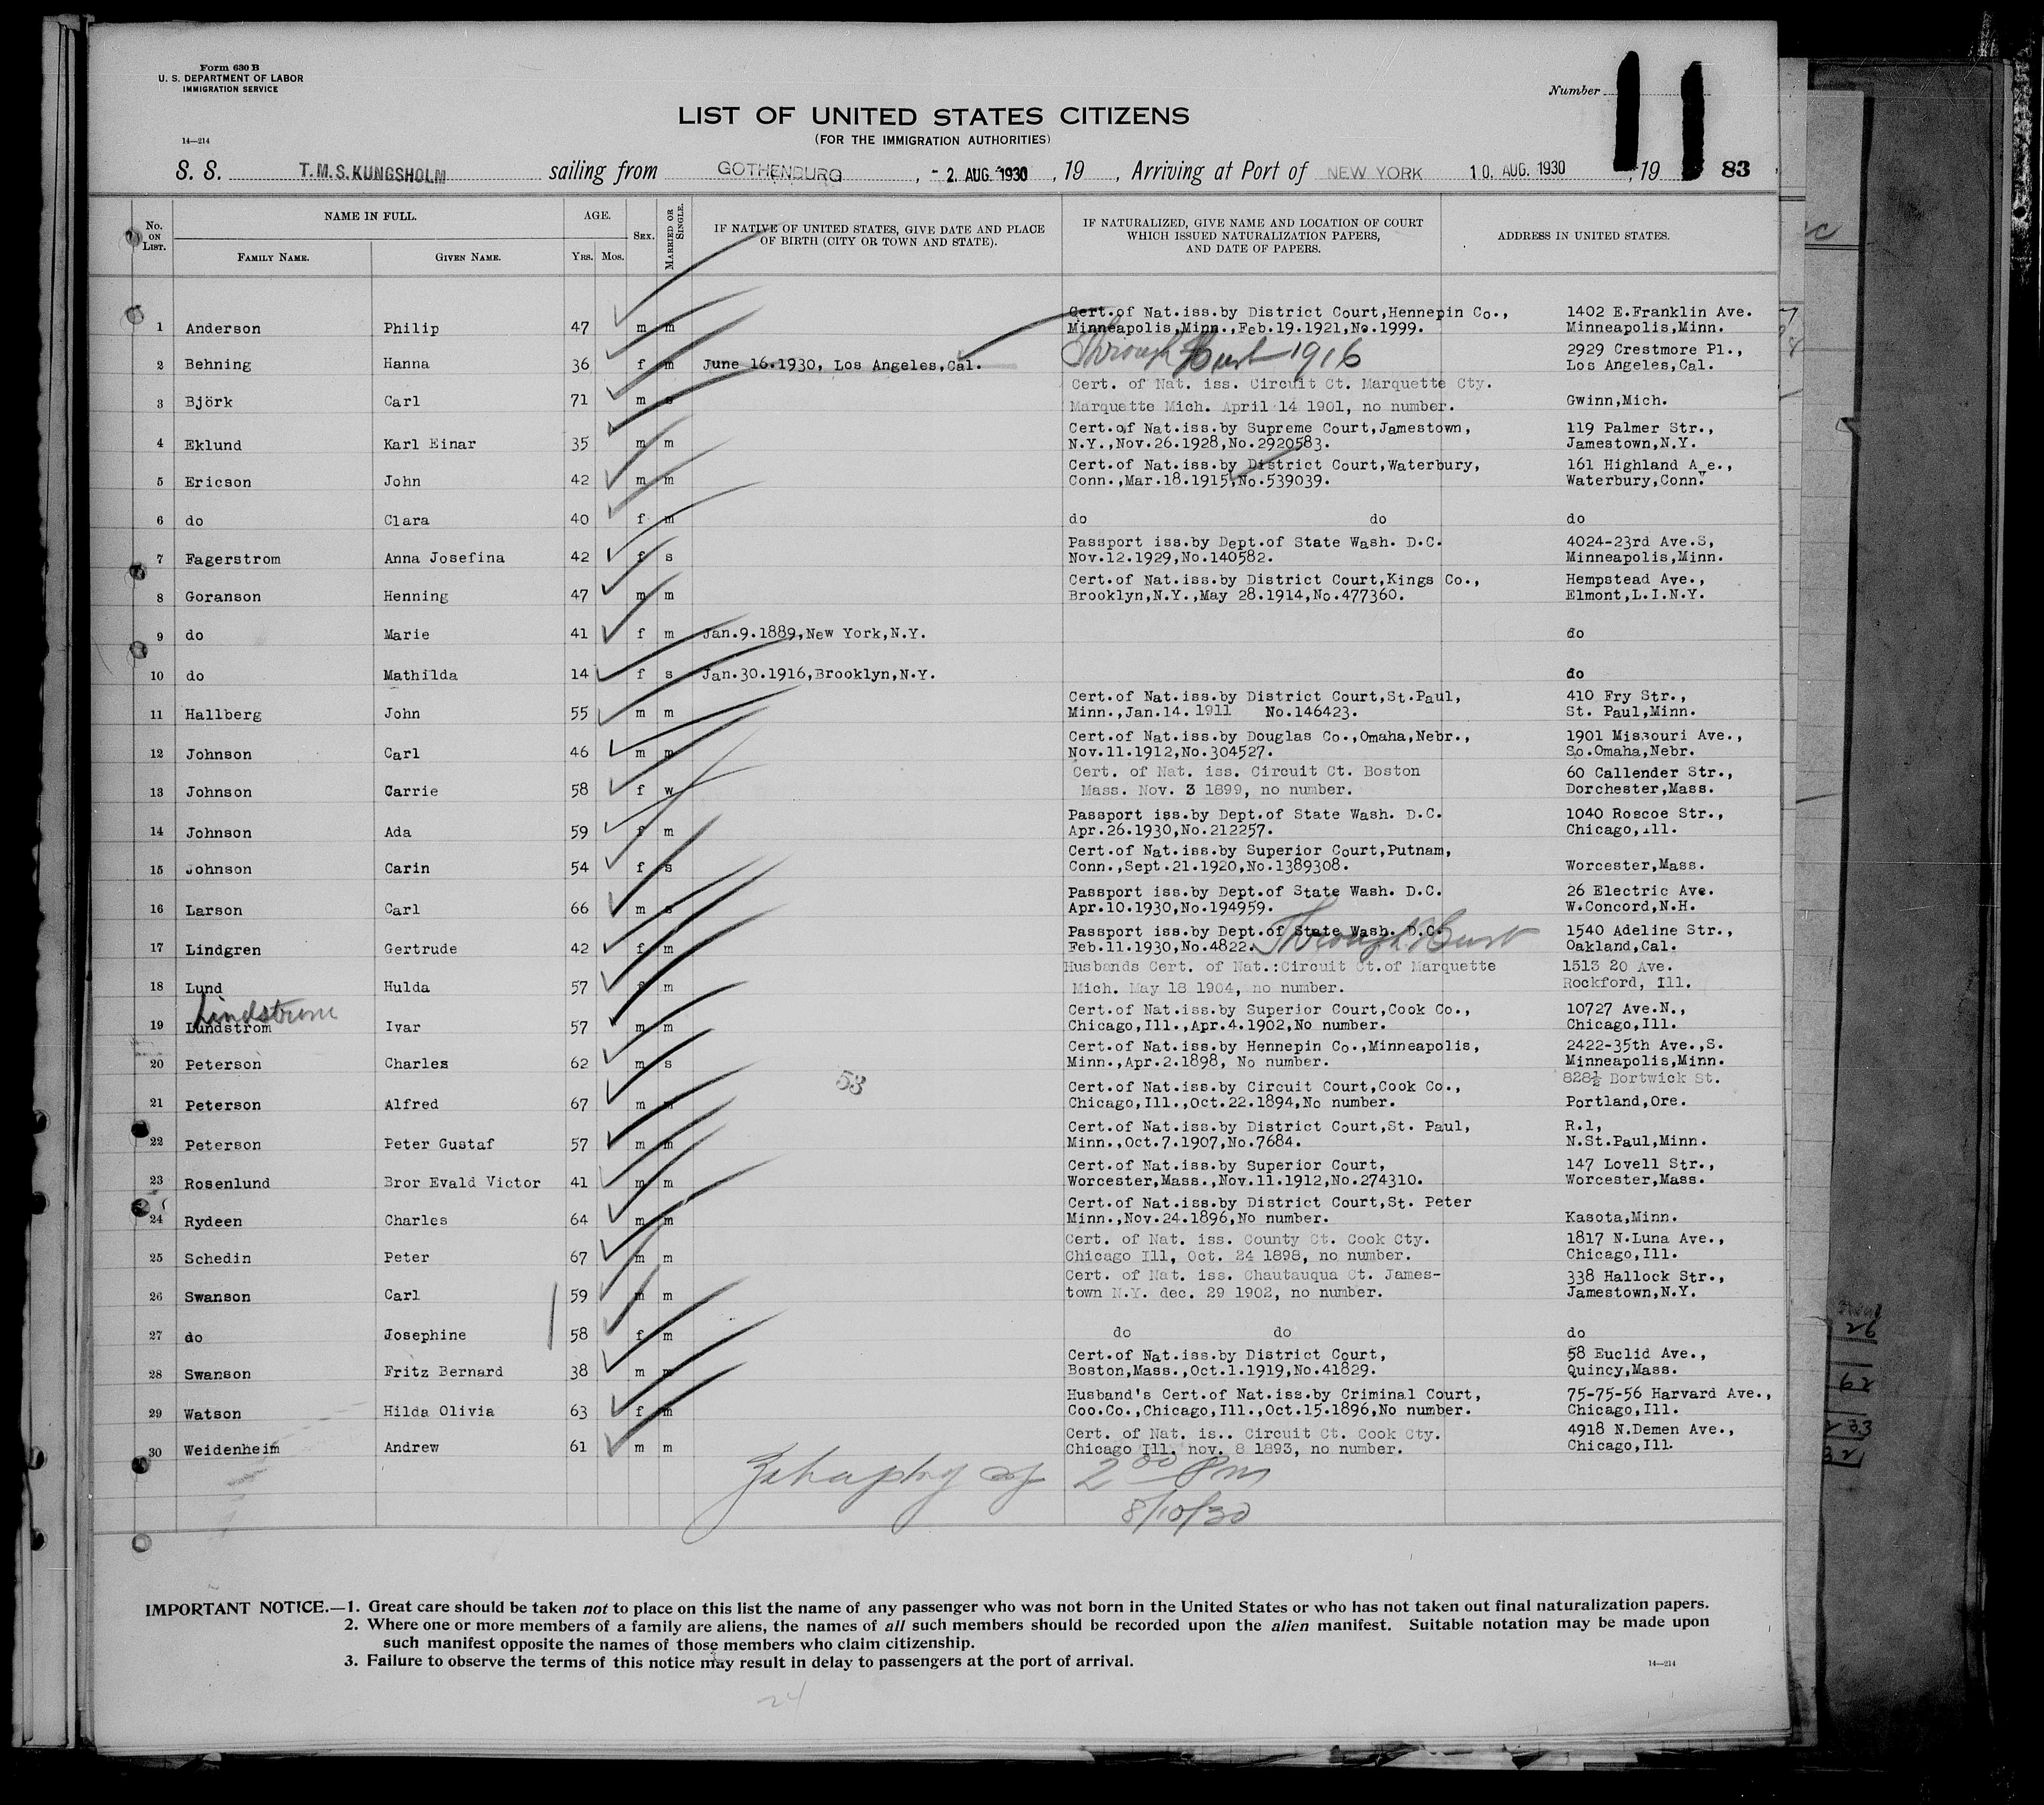 Form 630 B
U. S. DEPARTMENT OF LABOR
IMMIGRATION SERVICE
Number 11
LIST OF UNITED STATES CITIZENS
(FOR THE IMMIGRATION AUTHORITIES)
14—214
S. S. T.M.S. KUNGSHOLM sailing from GOTHENBURG, - 2. AUG. 1930, 19 , Arriving at Port of NEW YORK 10. AUG. 1930, 19 83
No. ON LIST. NAME IN FULL. FAMILY NAME. GIVEN NAME. AGE. YRS. MOS. SEX. MARRIED OR SINGLE. IF NATIVE OF UNITED STATES, GIVE DATE AND PLACE OF BIRTH (CITY OR TOWN AND STATE). IF NATURALIZED, GIVE NAME AND LOCATION OF COURT WHICH ISSUED NATURALIZATION PAPERS, AND DATE OF PAPERS. ADDRESS IN UNITED STATES.
Cert.of Nat.iss.by District Court,Hennepin Co., 1402 E.Franklin Ave.
1 Anderson Philip 47 m m Minneapolis,Minn.,Feb.19.1921,No.1999. Minneapolis,Minn.
Through Husb 1916 2929 Crestmore Pl.,
2 Behning Hanna 36 f m June 16.1930, Los Angeles,Cal. Los Angeles,Cal.
Cert. of Nat. iss. Circuit Ct. Marquette Cty.
3 Björk Carl 71 m s Marquette Mich. April 14 1901, no number. Gwinn,Mich.
Cert.of Nat.iss.by Supreme Court,Jamestown, 119 Palmer Str.,
4 Eklund Karl Einar 35 m m N.Y.,Nov.26.1928,No.2920583. Jamestown,N.Y.
Cert.of Nat.iss.by District Court,Waterbury, 161 Highland Ave.,
5 Ericson John 42 m m Conn.,Mar.18.1915,No.539039. Waterbury,Conn.
6 do Clara 40 f m do do do
Passport iss.by Dept.of State Wash. D.C. 4024-23rd Ave.S,
7 Fagerstrom Anna Josefina 42 f s Nov.12.1929,No.140582. Minneapolis,Minn.
Cert.of Nat.iss.by District Court,Kings Co., Hempstead Ave.,
8 Goranson Henning 47 m m Brooklyn,N.Y.,May 28.1914,No.477360. Elmont,L.I.N.Y.
9 do Marie 41 f m Jan.9.1889,New York,N.Y. do
10 do Mathilda 14 f s Jan.30.1916,Brooklyn,N.Y. do
Cert.of Nat.iss.by District Court,St.Paul, 410 Fry Str.,
11 Hallberg John 55 m m Minn.,Jan.14. 1911 No.146423. St. Paul,Minn.
Cert.of Nat.iss.by Douglas Co.,Omaha,Nebr., 1901 Missouri Ave.,
12 Johnson Carl 46 m m Nov.11.1912,No.304527. So.Omaha,Nebr.
Cert. of Nat. iss. Circuit Ct. Boston 60 Callender Str.,
13 Johnson Carrie 58 f w Mass. Nov. 3 1899, no number. Dorchester,Mass.
Passport iss.by Dept.of State Wash. D.C. 1040 Roscoe Str.,
14 Johnson Ada 59 f m Apr.26.1930,No.212257. Chicago,Ill.
Cert.of Nat.iss.by Superior Court,Putnam,
15 Johnson Carin 54 f s Conn.,Sept.21.1920,No.1389308. Worcester,Mass.
Passport iss.by Dept.of State Wash. D.C. 26 Electric Ave.
16 Larson Carl 66 m s Apr.10.1930,No.194959. W.Concord,N.H.
Passport iss.by Dept.of State Wash. D.C. 1540 Adeline Str.,
17 Lindgren Gertrude 42 f m Feb.11.1930,No.4822. Through Husb Oakland,Cal.
Husbands Cert. of Nat.:Circuit Ct.of Marquette 1513 20 Ave.
18 Lund Hulda 57 f m Mich. May 18 1904, no number. Rockford, Ill.
Lindstrom Cert.of Nat.iss.by Superior Court,Cook Co., 10727 Ave.N.,
19 Lundstrom Ivar 57 m m Chicago,Ill.,Apr.4.1902,No number. Chicago,Ill.
Cert.of Nat.iss.by Hennepin Co.,Minneapolis, 2422-35th Ave.,S.
20 Peterson Charles 62 m s Minn.,Apr.2.1898, No number. Minneapolis,Minn.
53 Cert.of Nat.iss.by Circuit Court,Cook Co., 828½ Bortwick St.
21 Peterson Alfred 67 m m Chicago,Ill.,Oct.22.1894,No number. Portland,Ore.
Cert.of Nat.iss.by District Court,St. Paul, R.1,
22 Peterson Peter Gustaf 57 m m Minn.,Oct.7.1907,No.7684. N.St.Paul,Minn.
Cert.of Nat.iss.by Superior Court, 147 Lovell Str.,
23 Rosenlund Bror Evald Victor 41 m m Worcester,Mass.,Nov.11.1912,No.274310. Worcester,Mass.
Cert.of Nat.iss.by District Court,St. Peter
24 Rydeen Charles 64 m m Minn.,Nov.24.1896,No number. Kasota,Minn.
Cert. of Nat. iss. County Ct. Cook Cty. 1817 N.Luna Ave.,
25 Schedin Peter 67 m m Chicago Ill, Oct. 24 1898, no number. Chicago,Ill.
Cert. of Nat. iss. Chautauqua Ct. James- 338 Hallock Str.,
26 Swanson Carl 59 m m town N.Y. dec. 29 1902, no number. Jamestown,N.Y.
27 do Josephine 58 f m do do do
Cert.of Nat.iss.by District Court, 58 Euclid Ave.,
28 Swanson Fritz Bernard 38 m m Boston,Mass.,Oct.1.1919,No.41829. Quincy,Mass.
Husband's Cert.of Nat.iss.by Criminal Court, 75-75-56 Harvard Ave.,
29 Watson Hilda Olivia 63 f m Coo.Co.,Chicago,Ill.,Oct.15.1896,No number. Chicago,Ill.
Cert. of Nat. is.. Circuit Ct. Cook Cty. 4918 N.Demen Ave.,
30 Weidenheim Andrew 61 m m Chicago Ill. nov. 8 1893, no number. Chicago,Ill.
2 00 Pm
8/10/30
IMPORTANT NOTICE.—1. Great care should be taken not to place on this list the name of any passenger who was not born in the United States or who has not taken out final naturalization papers.
2. Where one or more members of a family are aliens, the names of all such members should be recorded upon the alien manifest. Suitable notation may be made upon
such manifest opposite the names of those members who claim citizenship.
3. Failure to observe the terms of this notice may result in delay to passengers at the port of arrival.
14—214
24